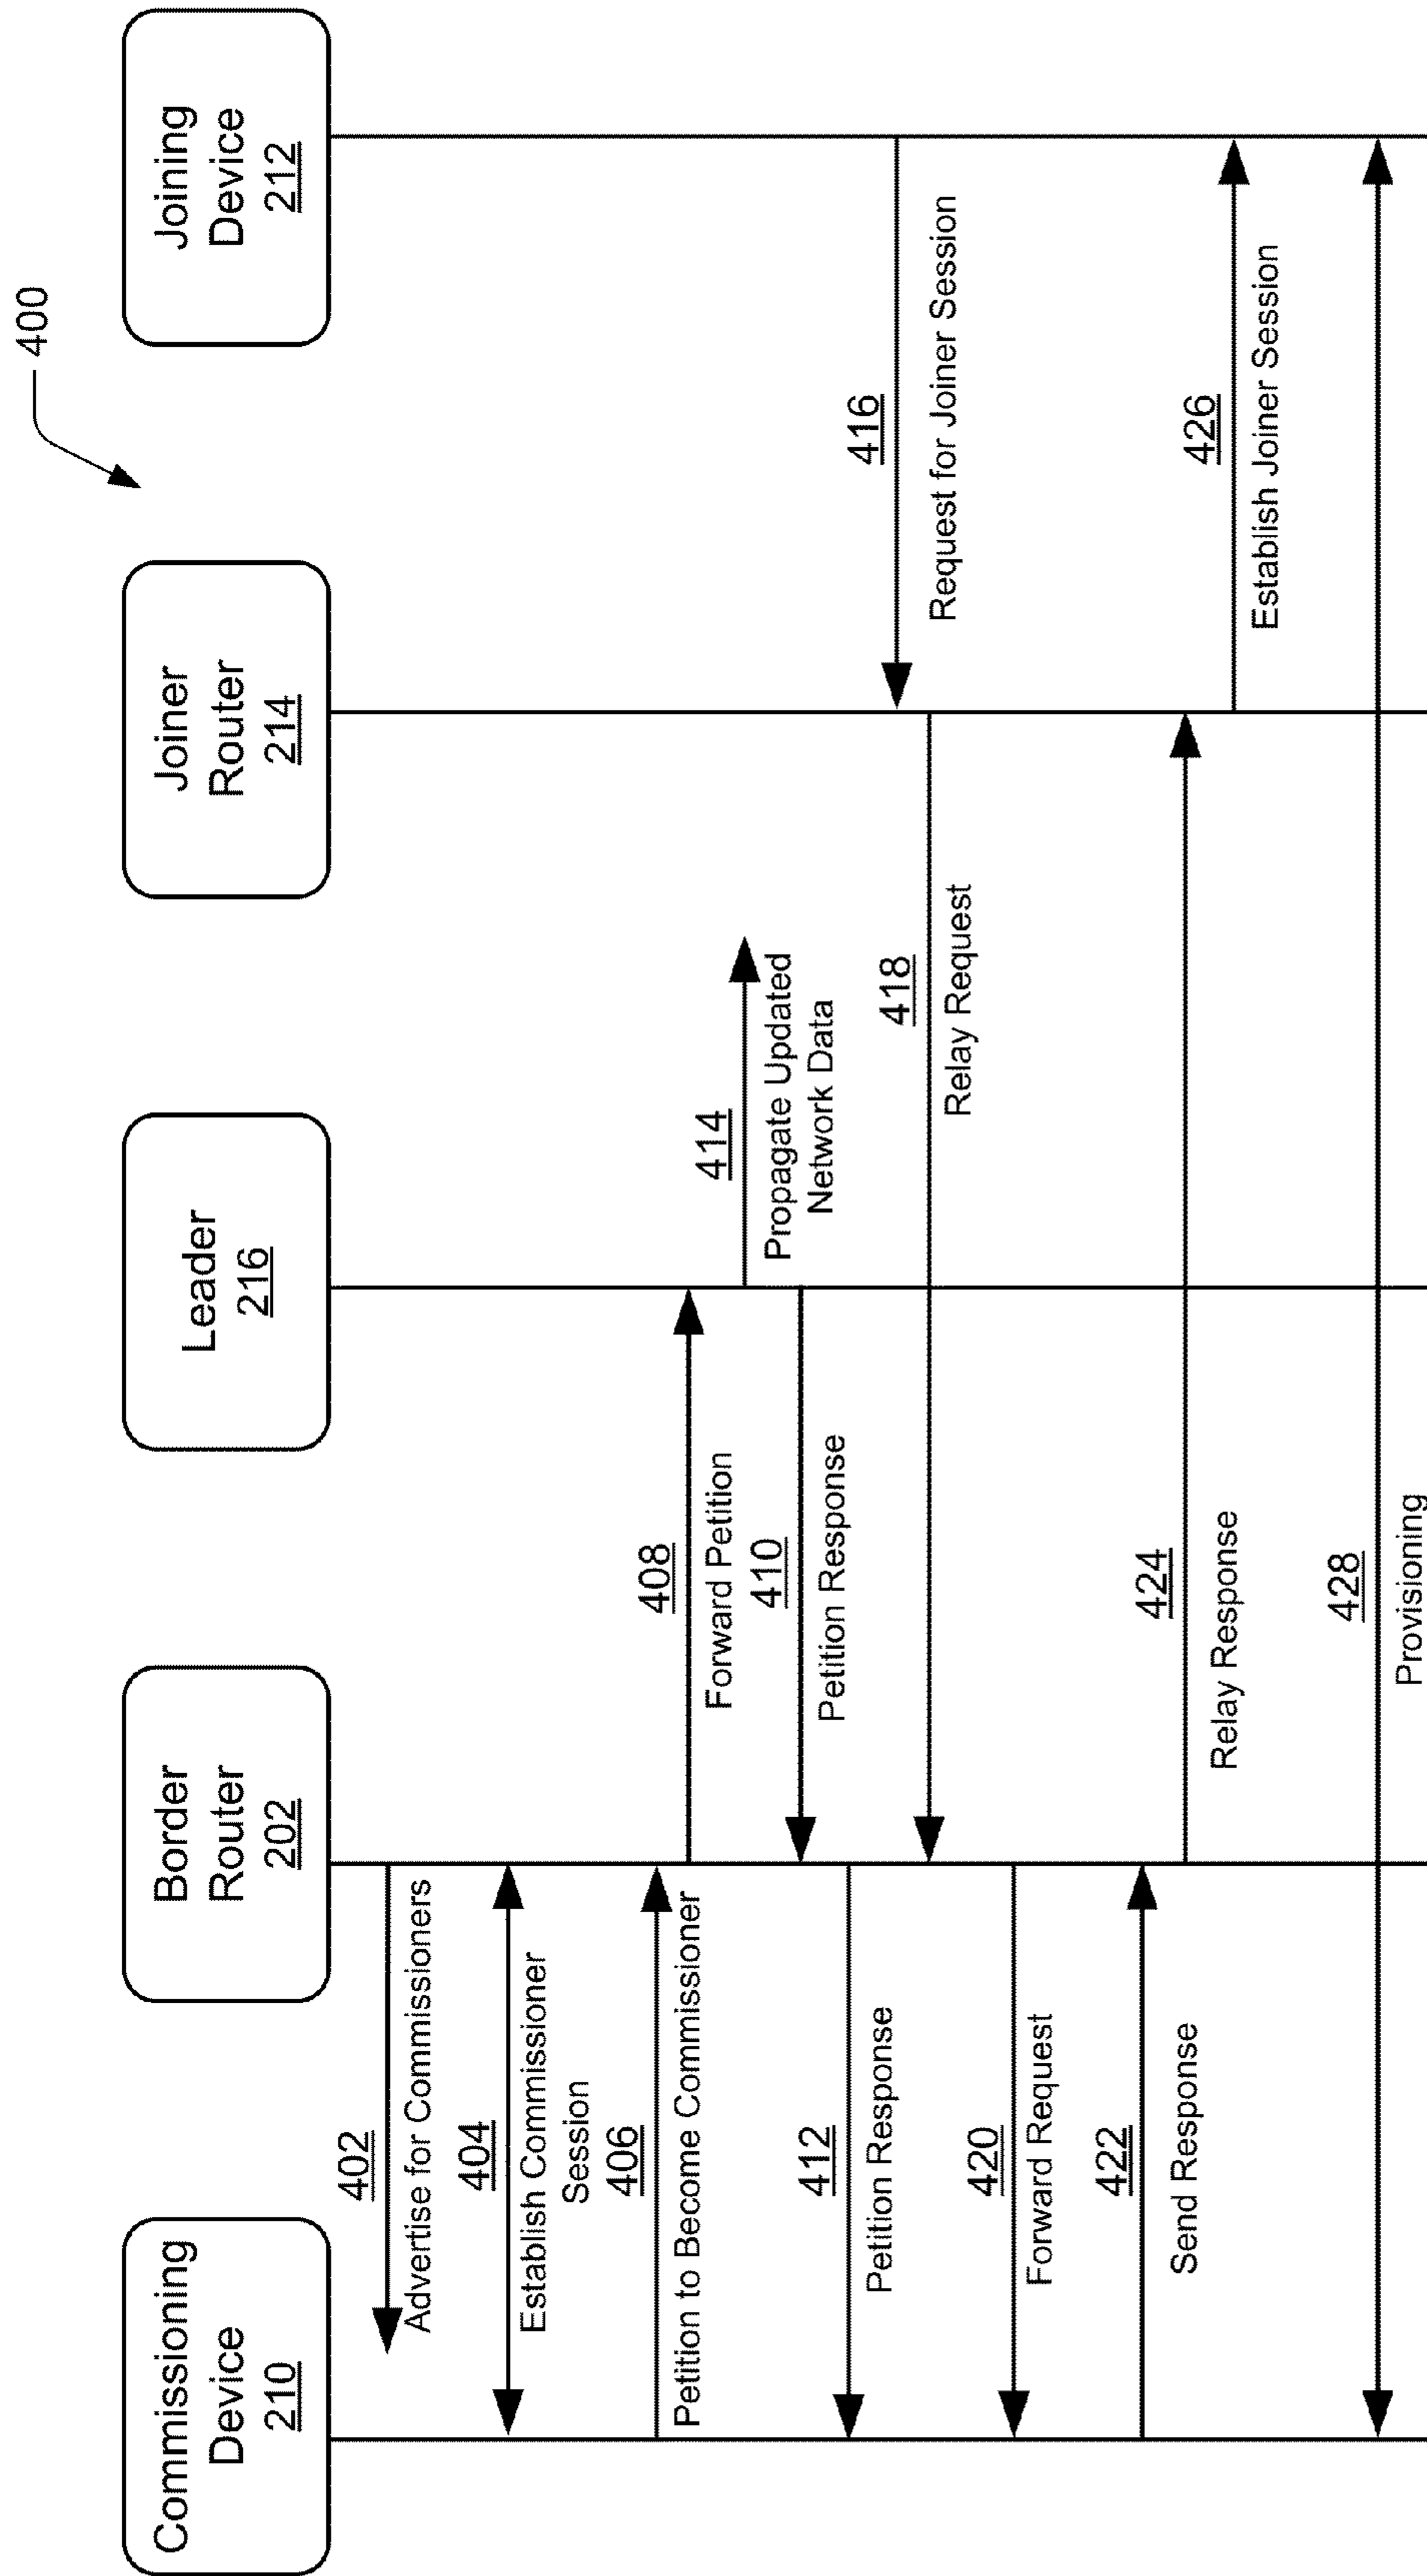 400
Commissioning
Device
210
Border
Router
202
Leader
216
Joiner
Router
214
Joining
Device
212
402
Advertise for Commissioners
404
Establish Commissioner
Session
406
Petition to Become Commissioner
408
Forward Petition
414
Propagate Updated
Network Data
410
Petition Response
412
Petition Response
416
Request for Joiner Session
418
Relay Request
420
Forward Request
422
Send Response
424
Relay Response
426
Establish Joiner Session
428
Provisioning